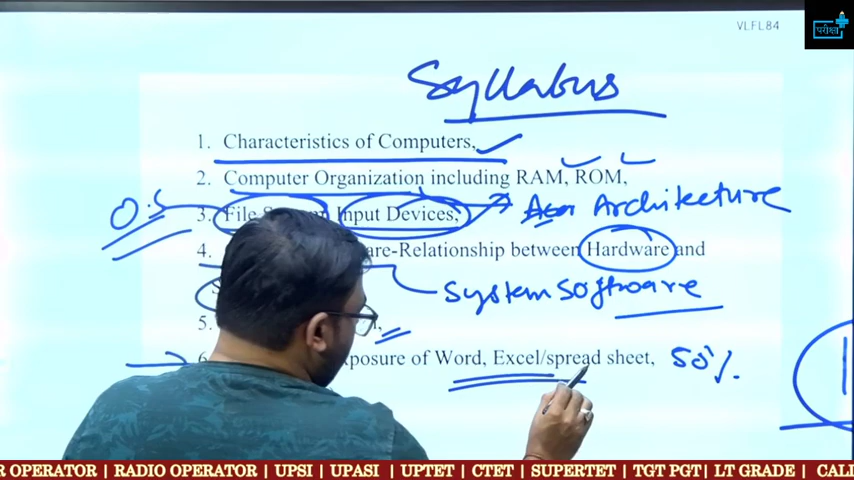 VLFL84
परीक्षा
Syllabus
1. Characteristics of Computers,
2. Computer Organization including RAM, ROM,
O.S
3. File Input Devices,
Architecture
4. are-Relationship between Hardware and
System Software
5.
6 xposure of Word, Excel/spread sheet, 50%.
R OPERATOR | RADIO OPERATOR | UPSI | UPASI | UPTET | CTET | SUPERTET | TGT PGT| LT GRADE | CALI